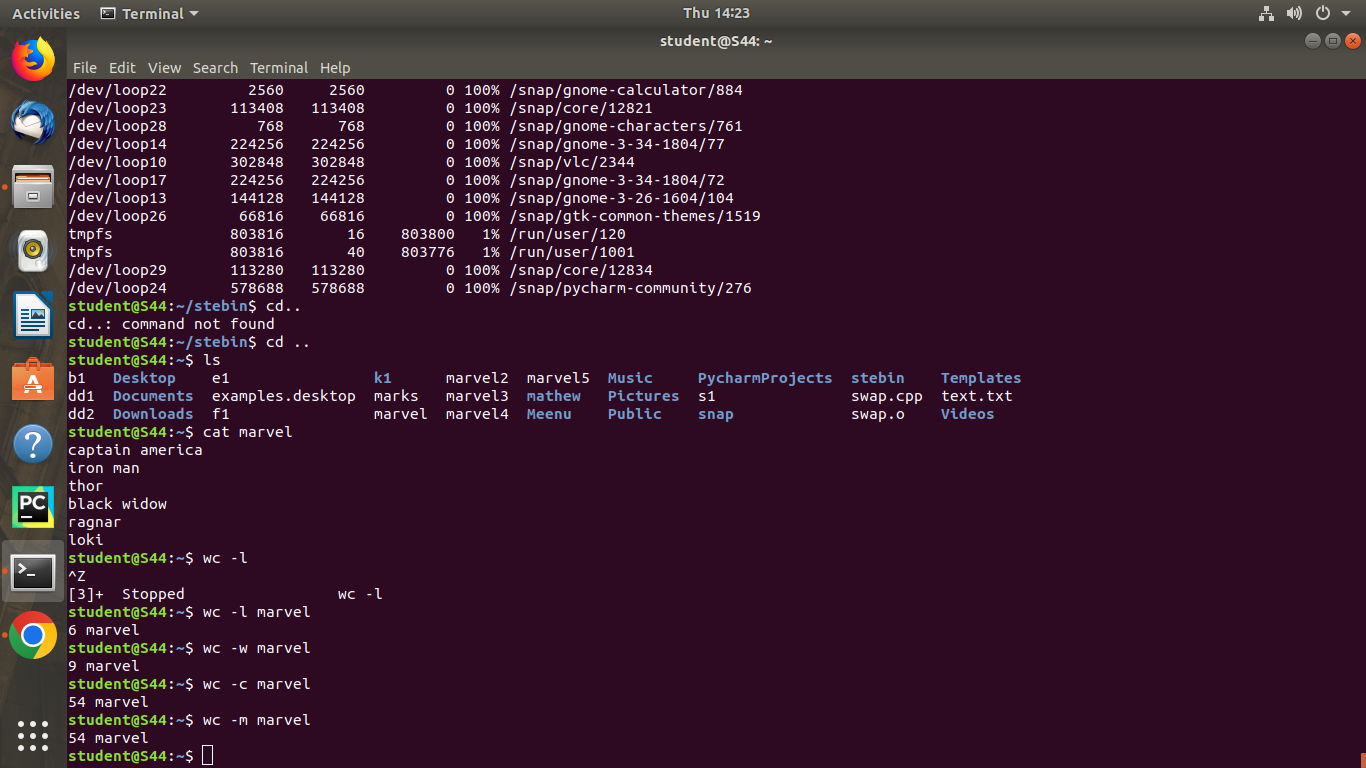 Activities Terminal Thu 14:23
student@S44: ~
File Edit View Search Terminal Help
/dev/loop22 2560 2560 0 100% /snap/gnome-calculator/884
/dev/loop23 113408 113408 0 100% /snap/core/12821
/dev/loop28 768 768 0 100% /snap/gnome-characters/761
/dev/loop14 224256 224256 0 100% /snap/gnome-3-34-1804/77
/dev/loop10 302848 302848 0 100% /snap/vlc/2344
/dev/loop17 224256 224256 0 100% /snap/gnome-3-34-1804/72
/dev/loop13 144128 144128 0 100% /snap/gnome-3-26-1604/104
/dev/loop26 66816 66816 0 100% /snap/gtk-common-themes/1519
tmpfs 803816 16 803800 1% /run/user/120
tmpfs 803816 40 803776 1% /run/user/1001
/dev/loop29 113280 113280 0 100% /snap/core/12834
/dev/loop24 578688 578688 0 100% /snap/pycharm-community/276
student@S44:~/stebin$ cd..
cd..: command not found
student@S44:~/stebin$ cd ..
student@S44:~$ ls
b1 Desktop e1 k1 marvel2 marvel5 Music PycharmProjects stebin Templates
dd1 Documents examples.desktop marks marvel3 mathew Pictures s1 swap.cpp text.txt
dd2 Downloads f1 marvel marvel4 Meenu Public snap swap.o Videos
student@S44:~$ cat marvel
captain america
iron man
thor
black widow
ragnar
loki
student@S44:~$ wc -l
^Z
[3]+ Stopped wc -l
student@S44:~$ wc -l marvel
6 marvel
student@S44:~$ wc -w marvel
9 marvel
student@S44:~$ wc -c marvel
54 marvel
student@S44:~$ wc -m marvel
54 marvel
student@S44:~$
PC